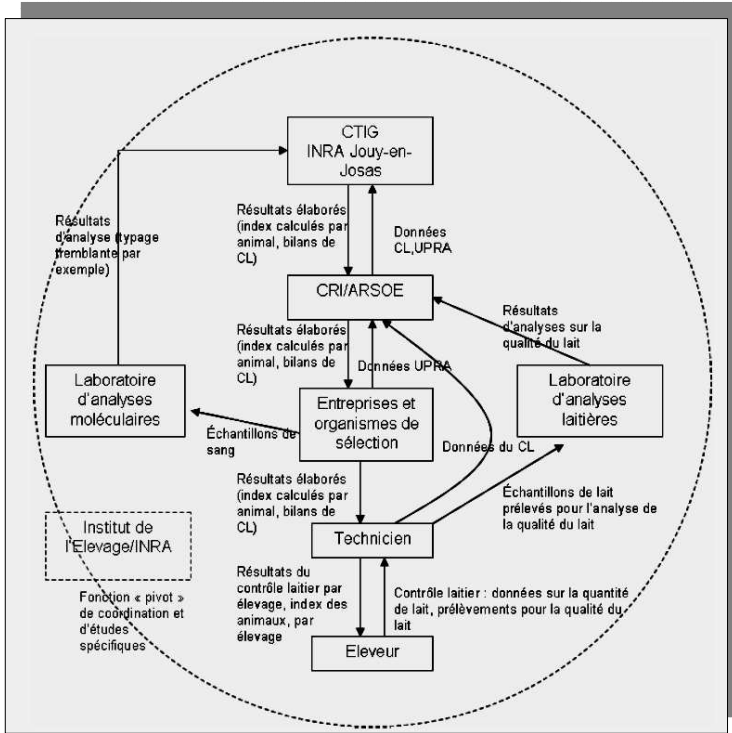 CTIG
INRA Jouy-en-
Josas
Résultats
d'analyse (typage
tremblante par
exemple)
Résultats élaborés
(index calculés par
animal, bilans de
CL)
Données
CL,UPRA
CRI/ARSOE
Résultats
d'analyses sur la
qualité du lait
Résultats élaborés
(index calculés par
animal, bilans de
CL)
Données UPRA
Laboratoire
d'analyses
moléculaires
Entreprises et
organismes de
sélection
Laboratoire
d'analyses
laitières
Échantillons de
sang
Données du CL
Résultats élaborés
(index calculés par
animal, bilans de
CL)
Échantillons de lait
prélevés pour l'analyse de
la qualité du lait
Institut de
l'Elevage/INRA
Technicien
Fonction « pivot »
de coordination et
d'études
spécifiques
Résultats du
contrôle laitier par
élevage, index des
animaux, par
élevage
Contrôle laitier : données sur la quantité
de lait, prélèvements pour la qualité du
lait
Eleveur